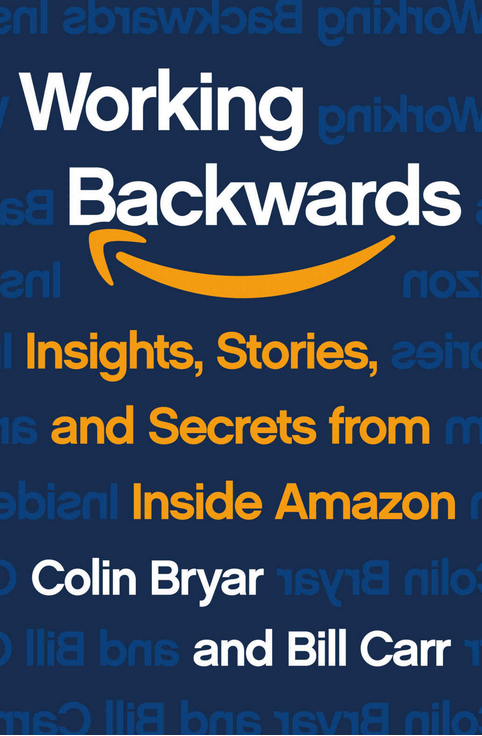 Working
Backwards
Insights, Stories,
and Secrets from
Inside Amazon
Colin Bryar
and Bill Carr